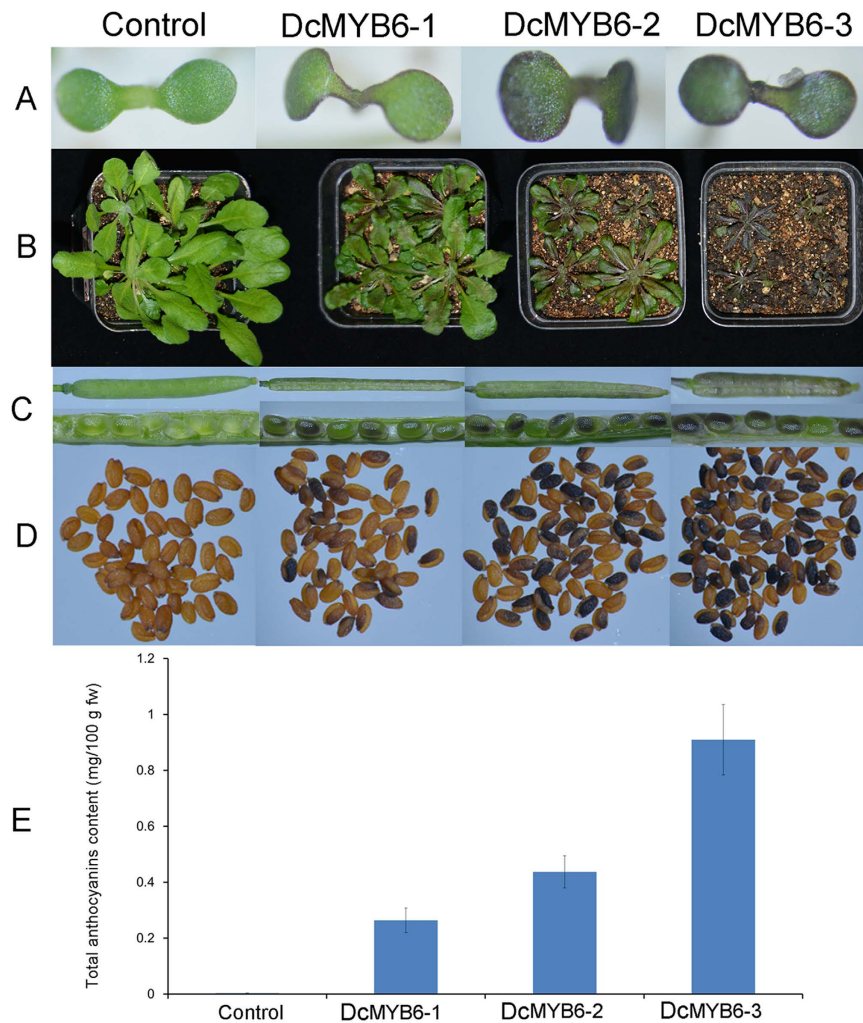 Control DcMYB6-1 DcMYB6-2 DcMYB6-3
A
B
C
D
E
Total anthocyanins content (mg/100 g fw)
1.2
1
0.8
0.6
0.4
0.2
0
Control DcMYB6-1 DcMYB6-2 DcMYB6-3